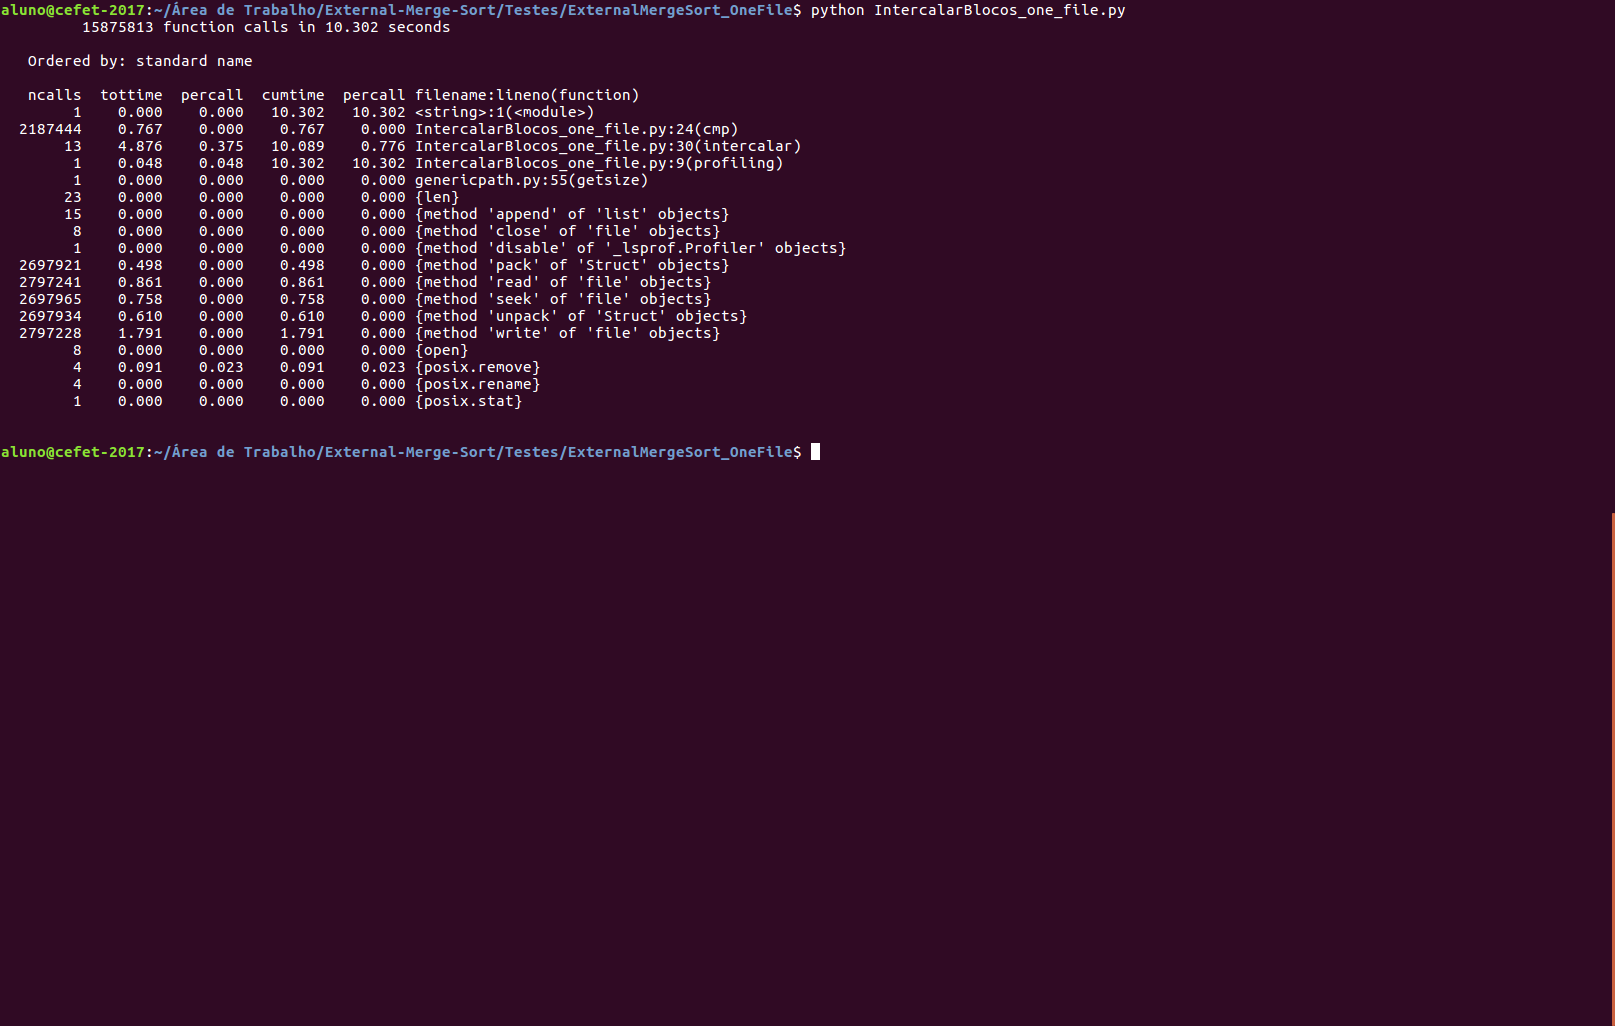 aluno@cefet-2017:~/Área de Trabalho/External-Merge-Sort/Testes/ExternalMergeSort_OneFile$ python IntercalarBlocos_one_file.py
         15875813 function calls in 10.302 seconds
   Ordered by: standard name
   ncalls  tottime  percall  cumtime  percall filename:lineno(function)
        1    0.000    0.000   10.302   10.302 <string>:1(<module>)
  2187444    0.767    0.000    0.767    0.000 IntercalarBlocos_one_file.py:24(cmp)
       13    4.876    0.375   10.089    0.776 IntercalarBlocos_one_file.py:30(intercalar)
        1    0.048    0.048   10.302   10.302 IntercalarBlocos_one_file.py:9(profiling)
        1    0.000    0.000    0.000    0.000 genericpath.py:55(getsize)
       23    0.000    0.000    0.000    0.000 {len}
       15    0.000    0.000    0.000    0.000 {method 'append' of 'list' objects}
        8    0.000    0.000    0.000    0.000 {method 'close' of 'file' objects}
        1    0.000    0.000    0.000    0.000 {method 'disable' of '_lsprof.Profiler' objects}
  2697921    0.498    0.000    0.498    0.000 {method 'pack' of 'Struct' objects}
  2797241    0.861    0.000    0.861    0.000 {method 'read' of 'file' objects}
  2697965    0.758    0.000    0.758    0.000 {method 'seek' of 'file' objects}
  2697934    0.610    0.000    0.610    0.000 {method 'unpack' of 'Struct' objects}
  2797228    1.791    0.000    1.791    0.000 {method 'write' of 'file' objects}
        8    0.000    0.000    0.000    0.000 {open}
        4    0.091    0.023    0.091    0.023 {posix.remove}
        4    0.000    0.000    0.000    0.000 {posix.rename}
        1    0.000    0.000    0.000    0.000 {posix.stat}
aluno@cefet-2017:~/Área de Trabalho/External-Merge-Sort/Testes/ExternalMergeSort_OneFile$